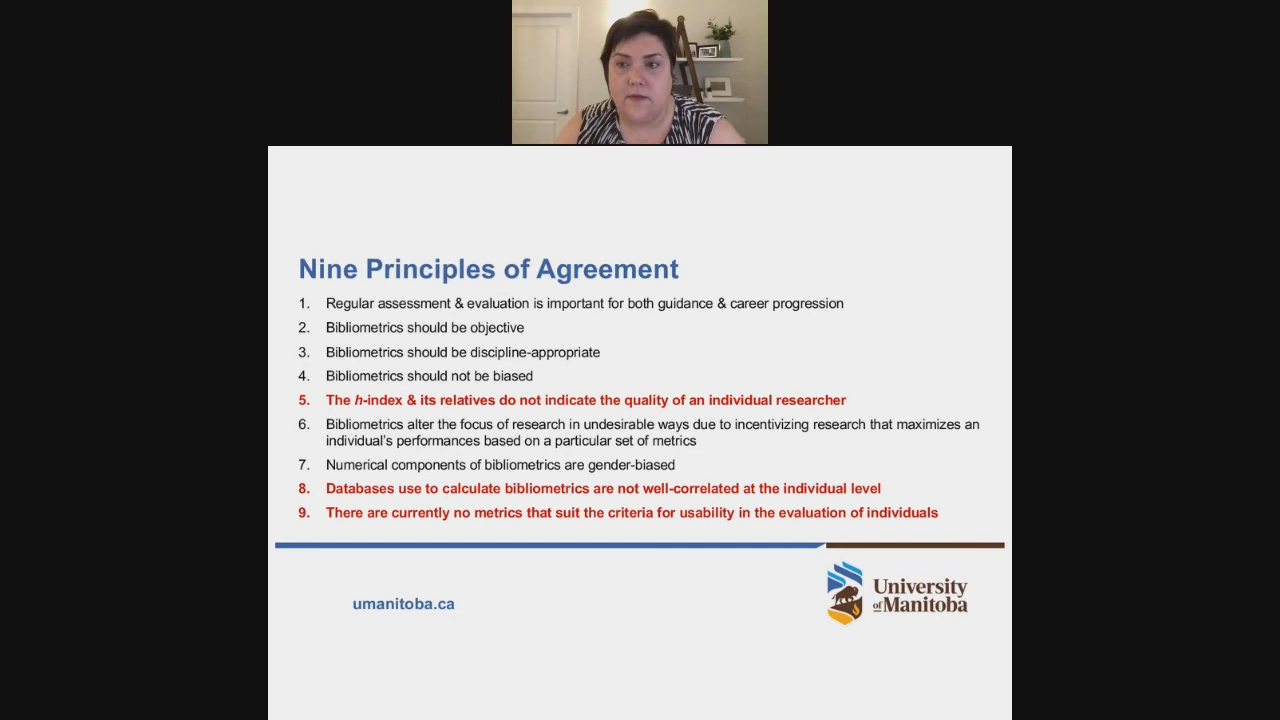 Nine Principles of Agreement
1. Regular assessment & evaluation is important for both guidance & career progression
2. Bibliometrics should be objective
3. Bibliometrics should be discipline-appropriate
4. Bibliometrics should not be biased
5. The h-index & its relatives do not indicate the quality of an individual researcher
6. Bibliometrics alter the focus of research in undesirable ways due to incentivizing research that maximizes an
individual's performances based on a particular set of metrics
7. Numerical components of bibliometrics are gender-biased
8. Databases use to calculate bibliometrics are not well-correlated at the individual level
9. There are currently no metrics that suit the criteria for usability in the evaluation of individuals
umanitoba.ca
University
of Manitoba